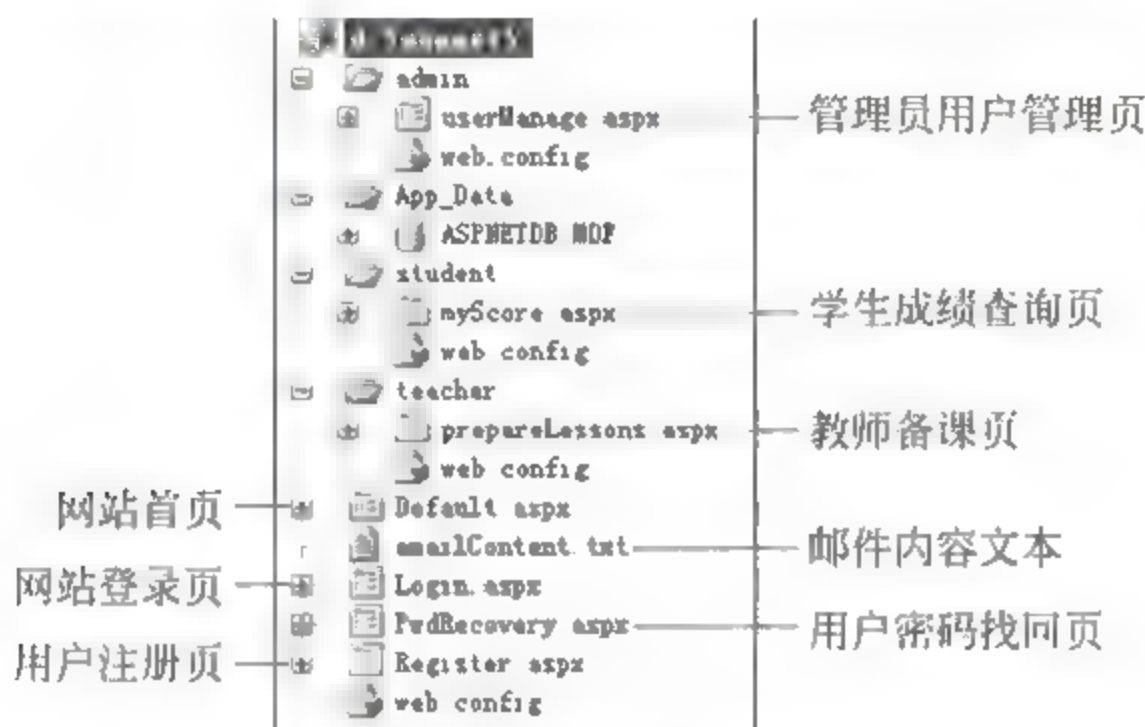 admin
userManage.aspx 管理员用户管理页
web.config
App_Data
ASPNETDB.MDF
student
myScore.aspx 学生成绩查询页
web.config
teacher
prepareLessons.aspx 教师备课页
web.config
网站首页 Default.aspx
emailContent.txt 邮件内容文本
网站登录页 Login.aspx
PwdRecovery.aspx 用户密码找回页
用户注册页 Register.aspx
web.config